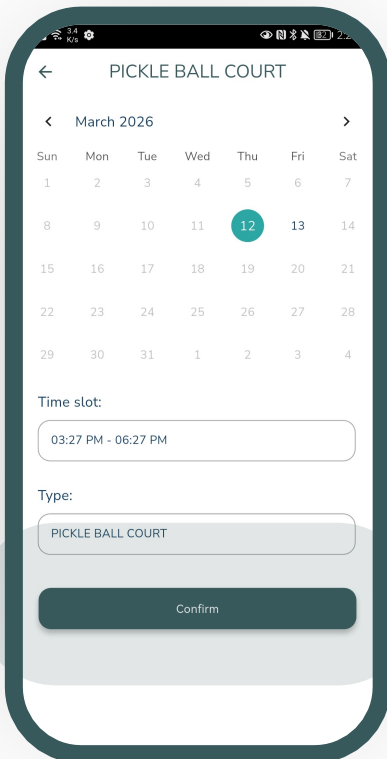 3.4
K/s
82
PICKLE BALL COURT
March 2026
Sun Mon Tue Wed Thu Fri Sat
1 2 3 4 5 6 7
8 9 10 11 12 13 14
15 16 17 18 19 20 21
22 23 24 25 26 27 28
29 30 31 1 2 3 4
Time slot:
03:27 PM - 06:27 PM
Type:
PICKLE BALL COURT
Confirm